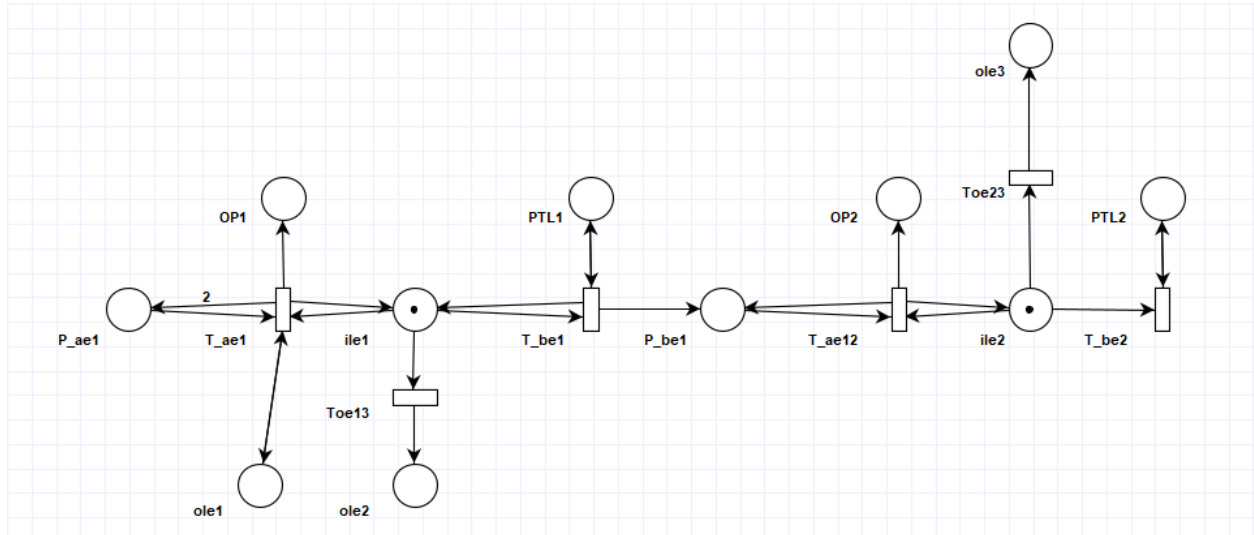 ole3
Toe23
OP1
PTL1
OP2
PTL2
2
P_ae1
T_ae1
ile1
T_be1
P_be1
T_ae12
ile2
T_be2
Toe13
ole1
ole2